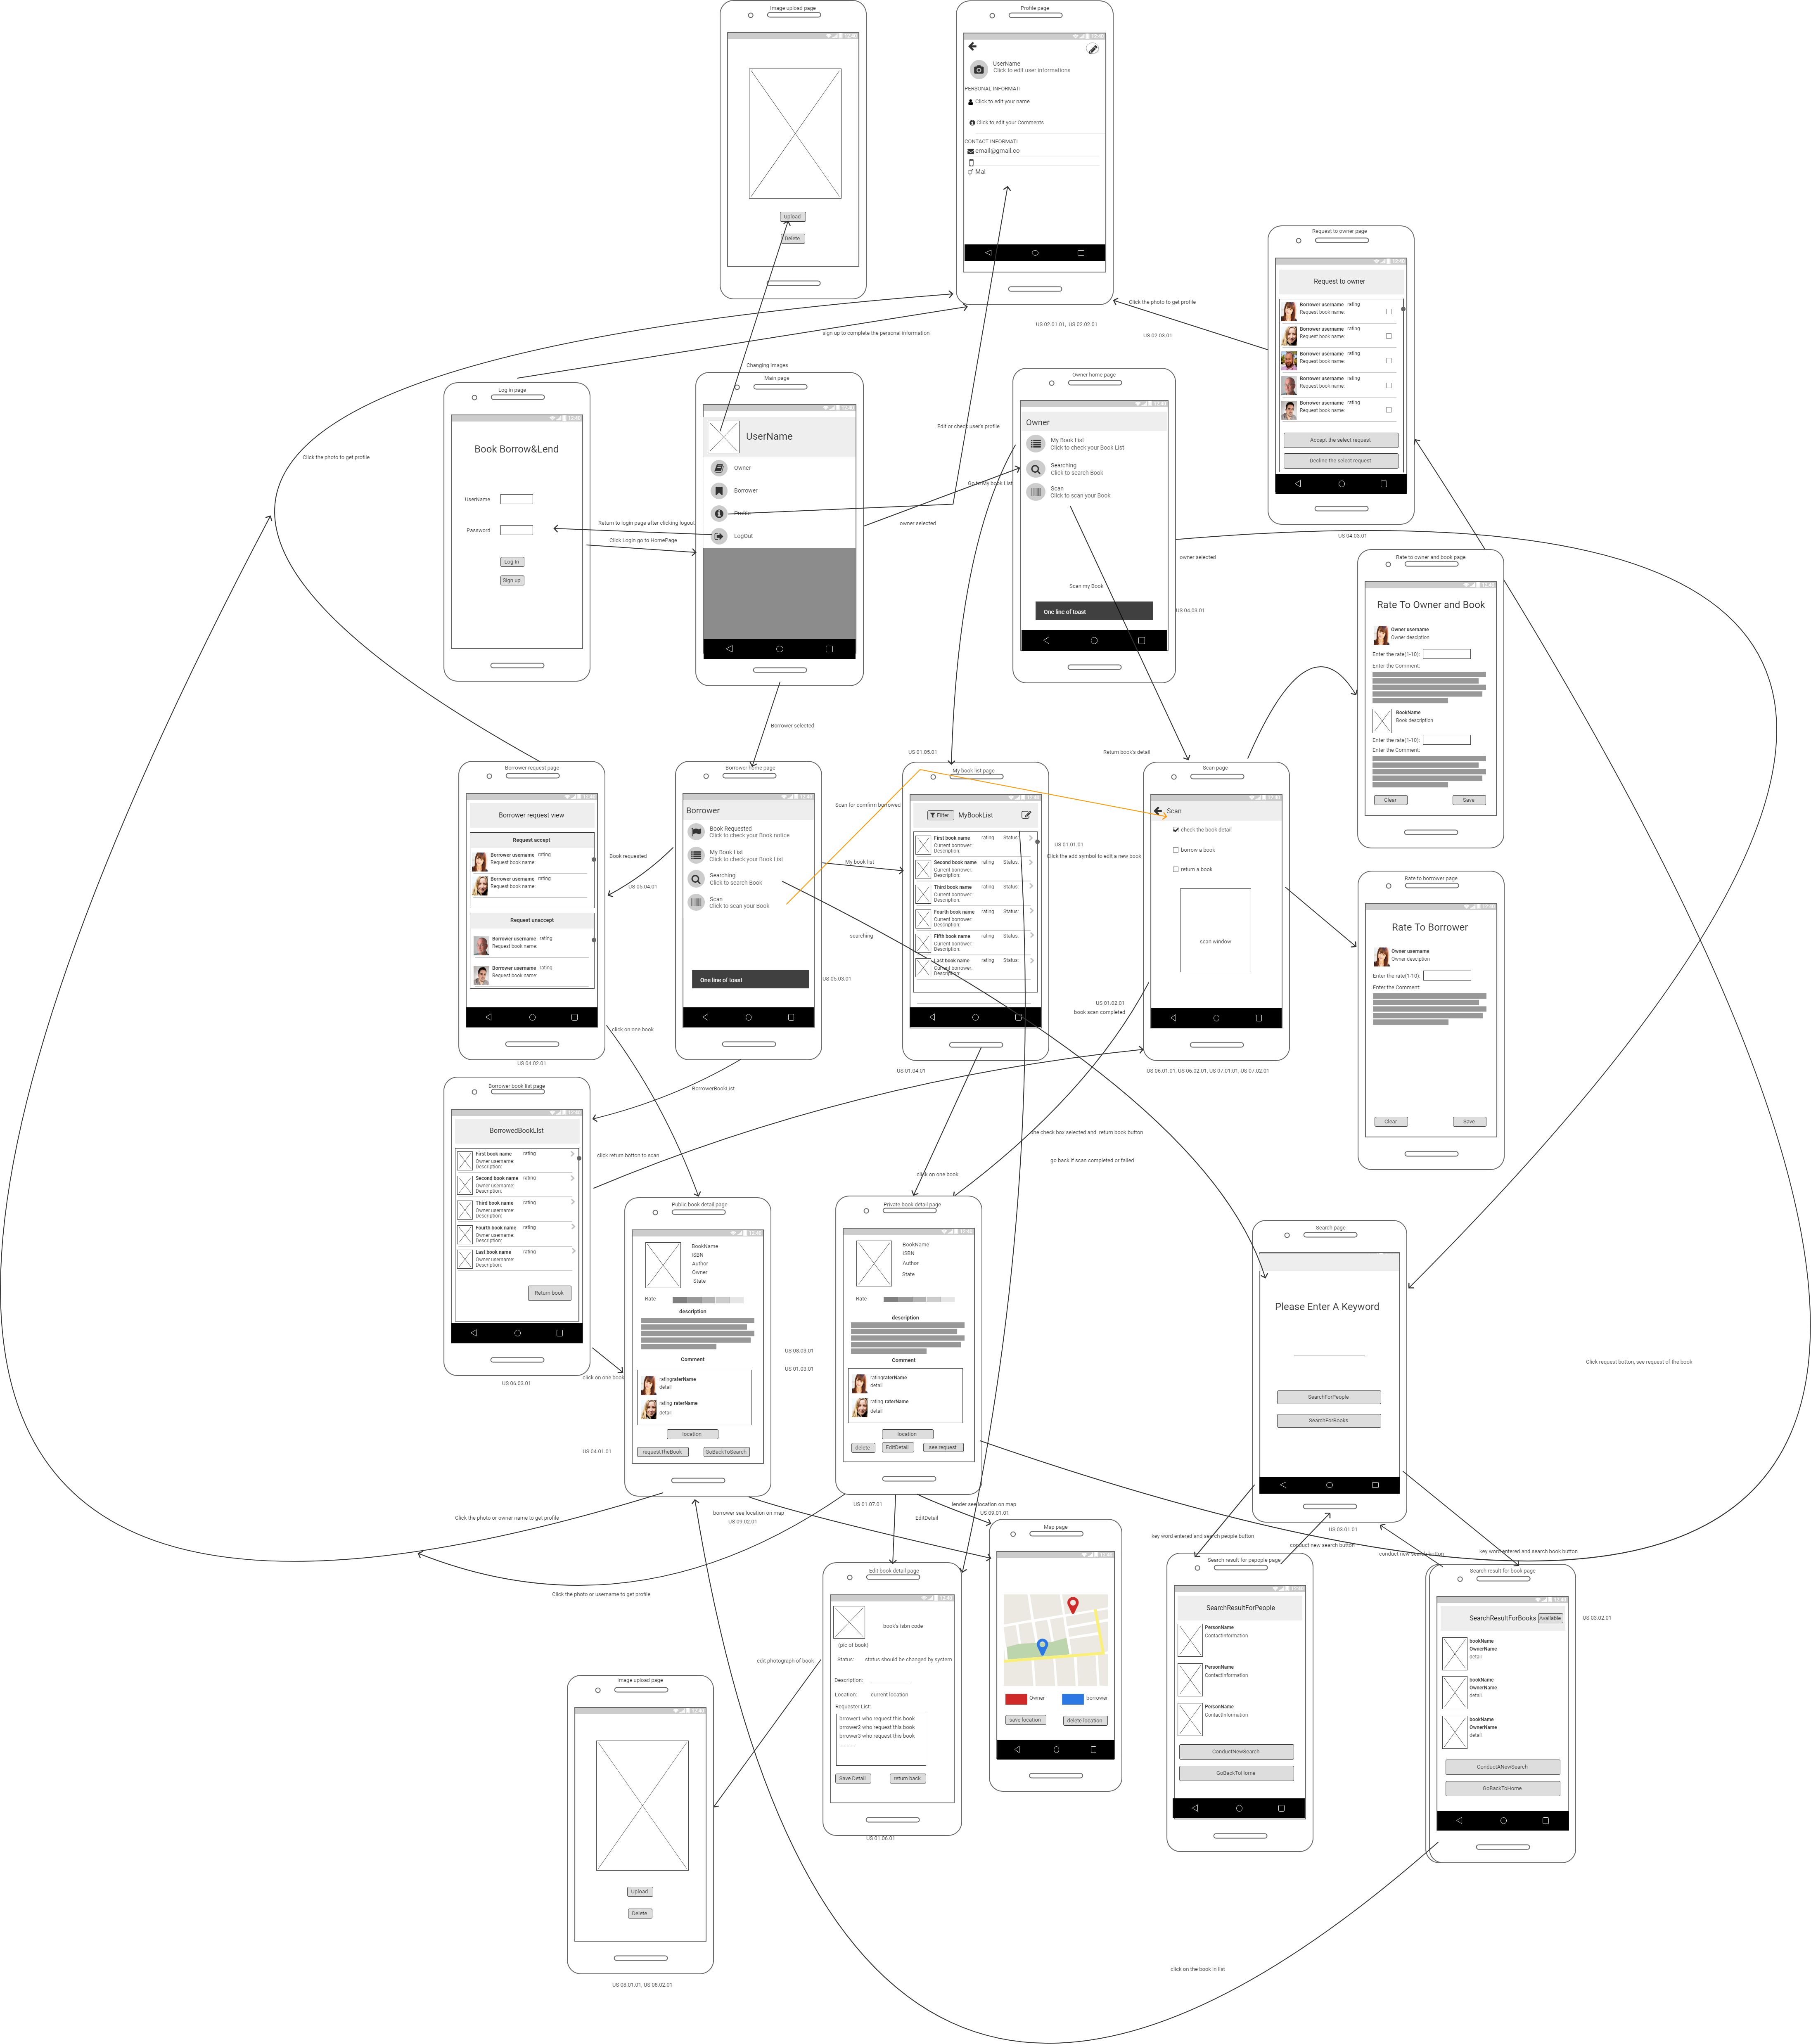 Image upload page
Upload
Delete
Profile page
UserName
Click to edit user informations
PERSONAL INFORMATI
Click to edit your name
Click to edit your Comments
CONTACT INFORMATI
email@gmail.co
Mal
US 02.01.01, US 02.02.01
Click the photo to get profile
US 02.03.01
Request to owner page
Request to owner
Borrower username rating
Request book name:
Borrower username rating
Request book name:
Borrower username rating
Request book name:
Borrower username rating
Request book name:
Borrower username rating
Request book name:
Accept the select request
Decline the select request
US 04.03.01
sign up to complete the personal information
Changing images
Click the photo to get profile
Log in page
Book Borrow&Lend
UserName
Password
Log in
Sign up
Return to login page after clicking logout
Click Login go to HomePage
Main page
UserName
Owner
Borrower
Profile
LogOut
Edit or check user's profile
Go to My book List
owner selected
Owner home page
Owner
My Book List
Click to check your Book List
Searching
Click to search Book
Scan
Click to scan your Book
Scan my Book
One line of toast
owner selected
US 04.03.01
Rate to owner and book page
Rate To Owner and Book
Owner username
Owner desciption
Enter the rate(1-10):
Enter the Comment:
BookName
Book description
Enter the rate(1-10):
Enter the Comment:
Clear
Save
Borrower selected
US 01.05.01
Return book's detail
Borrower request page
Borrower request view
Request accept
Borrower username rating
Request book name:
Borrower username rating
Request book name:
Request unaccept
Borrower username rating
Request book name:
Borrower username rating
Request book name:
US 04.02.01
Book requested
US 05.04.01
Borrower home page
Borrower
Book Requested
Click to check your Book notice
My Book List
Click to check your Book List
Searching
Click to search Book
Scan
Click to scan your Book
One line of toast
US 05.03.01
Scan for comfirm borrowed
My book list
searching
My book list page
Filter
MyBookList
First book name rating Status:
Current borrower:
Description:
Second book name rating Status:
Current borrower:
Description:
Third book name rating Status:
Current borrower:
Description:
Fourth book name rating Status:
Current borrower:
Description:
Fifth book name rating Status:
Current borrower:
Description:
Last book name rating Status:
Current borrower:
Description:
US 01.04.01
US 01.01.01
Click the add symbol to edit a new book
US 01.02.01
book scan completed
Scan page
Scan
check the book detail
borrow a book
return a book
scan window
US 06.01.01, US 06.02.01, US 07.01.01, US 07.02.01
Rate to borrower page
Rate To Borrower
Owner username
Owner desciption
Enter the rate(1-10):
Enter the Comment:
Clear
Save
click on one book
BorrowerBookList
Borrower book list page
BorrowedBookList
First book name rating
Owner username:
Description:
Second book name rating
Owner username:
Description:
Third book name rating
Owner username:
Description:
Fourth book name rating
Owner username:
Description:
Last book name rating
Owner username:
Description:
Return book
US 06.03.01
click return botton to scan
one check box selected and return book button
go back if scan completed or failed
click on one book
click on one book
Public book detail page
BookName
ISBN
Author
Owner
State
Rate
description
Comment
rating raterName
detail
rating raterName
detail
location
requestTheBook
GoBackToSearch
US 04.01.01
US 08.03.01
US 01.03.01
Private book detail page
BookName
ISBN
Author
State
Rate
description
Comment
rating raterName
detail
rating raterName
detail
location
delete
EditDetail
see request
Search page
Please Enter A Keyword
SearchForPeople
SearchForBooks
US 03.01.01
Click request botton, see request of the book
Click the photo or owner name to get profile
borrower see location on map
US 09.02.01
US 01.07.01
EditDetail
lender see location on map
US 09.01.01
key word entered and search people button
conduct new search button
conduct new search button
key word entered and search book button
Click the photo or username to get profile
Edit book detail page
book's isbn code
(pic of book)
Status: status should be changed by system
Description:
Location: current location
Requester List:
brrower1 who request this book
brrower2 who request this book
brrower3 who request this book
Save Detail
return back
US 01.06.01
edit photograph of book
Map page
Owner
borrower
save location
delete location
Search result for pepople page
SearchResultForPeople
PersonName
ContactInformation
PersonName
ContactInformation
PersonName
ContactInformation
ConductNewSearch
GoBackToHome
Search result for book page
SearchResultForBooks
Available
bookName
OwnerName
detail
bookName
OwnerName
detail
bookName
OwnerName
detail
ConductANewSearch
GoBackToHome
US 03.02.01
Image upload page
Upload
Delete
US 08.01.01, US 08.02.01
click on the book in list